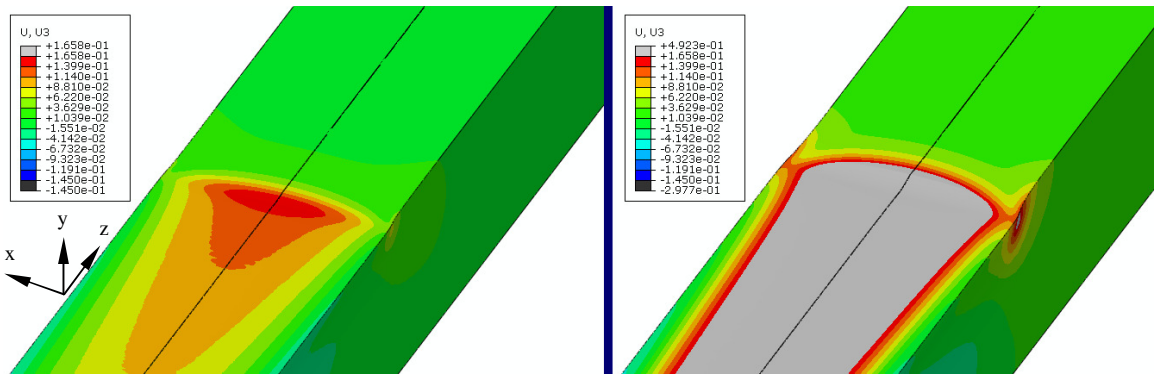 U, U3
+1.658e-01
+1.658e-01
+1.399e-01
+1.140e-01
+8.810e-02
+6.220e-02
+3.629e-02
+1.039e-02
-1.551e-02
-4.142e-02
-6.732e-02
-9.323e-02
-1.191e-01
-1.450e-01
-1.450e-01
y
z
x
U, U3
+4.923e-01
+1.658e-01
+1.399e-01
+1.140e-01
+8.810e-02
+6.220e-02
+3.629e-02
+1.039e-02
-1.551e-02
-4.142e-02
-6.732e-02
-9.323e-02
-1.191e-01
-1.450e-01
-2.977e-01